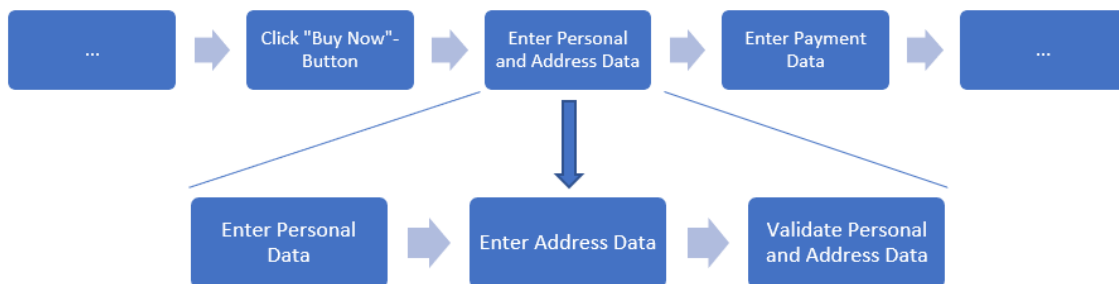 ...
Click "Buy Now"-
Button
Enter Personal
and Address Data
Enter Payment
Data
...
Enter Personal
Data
Enter Address Data
Validate Personal
and Address Data